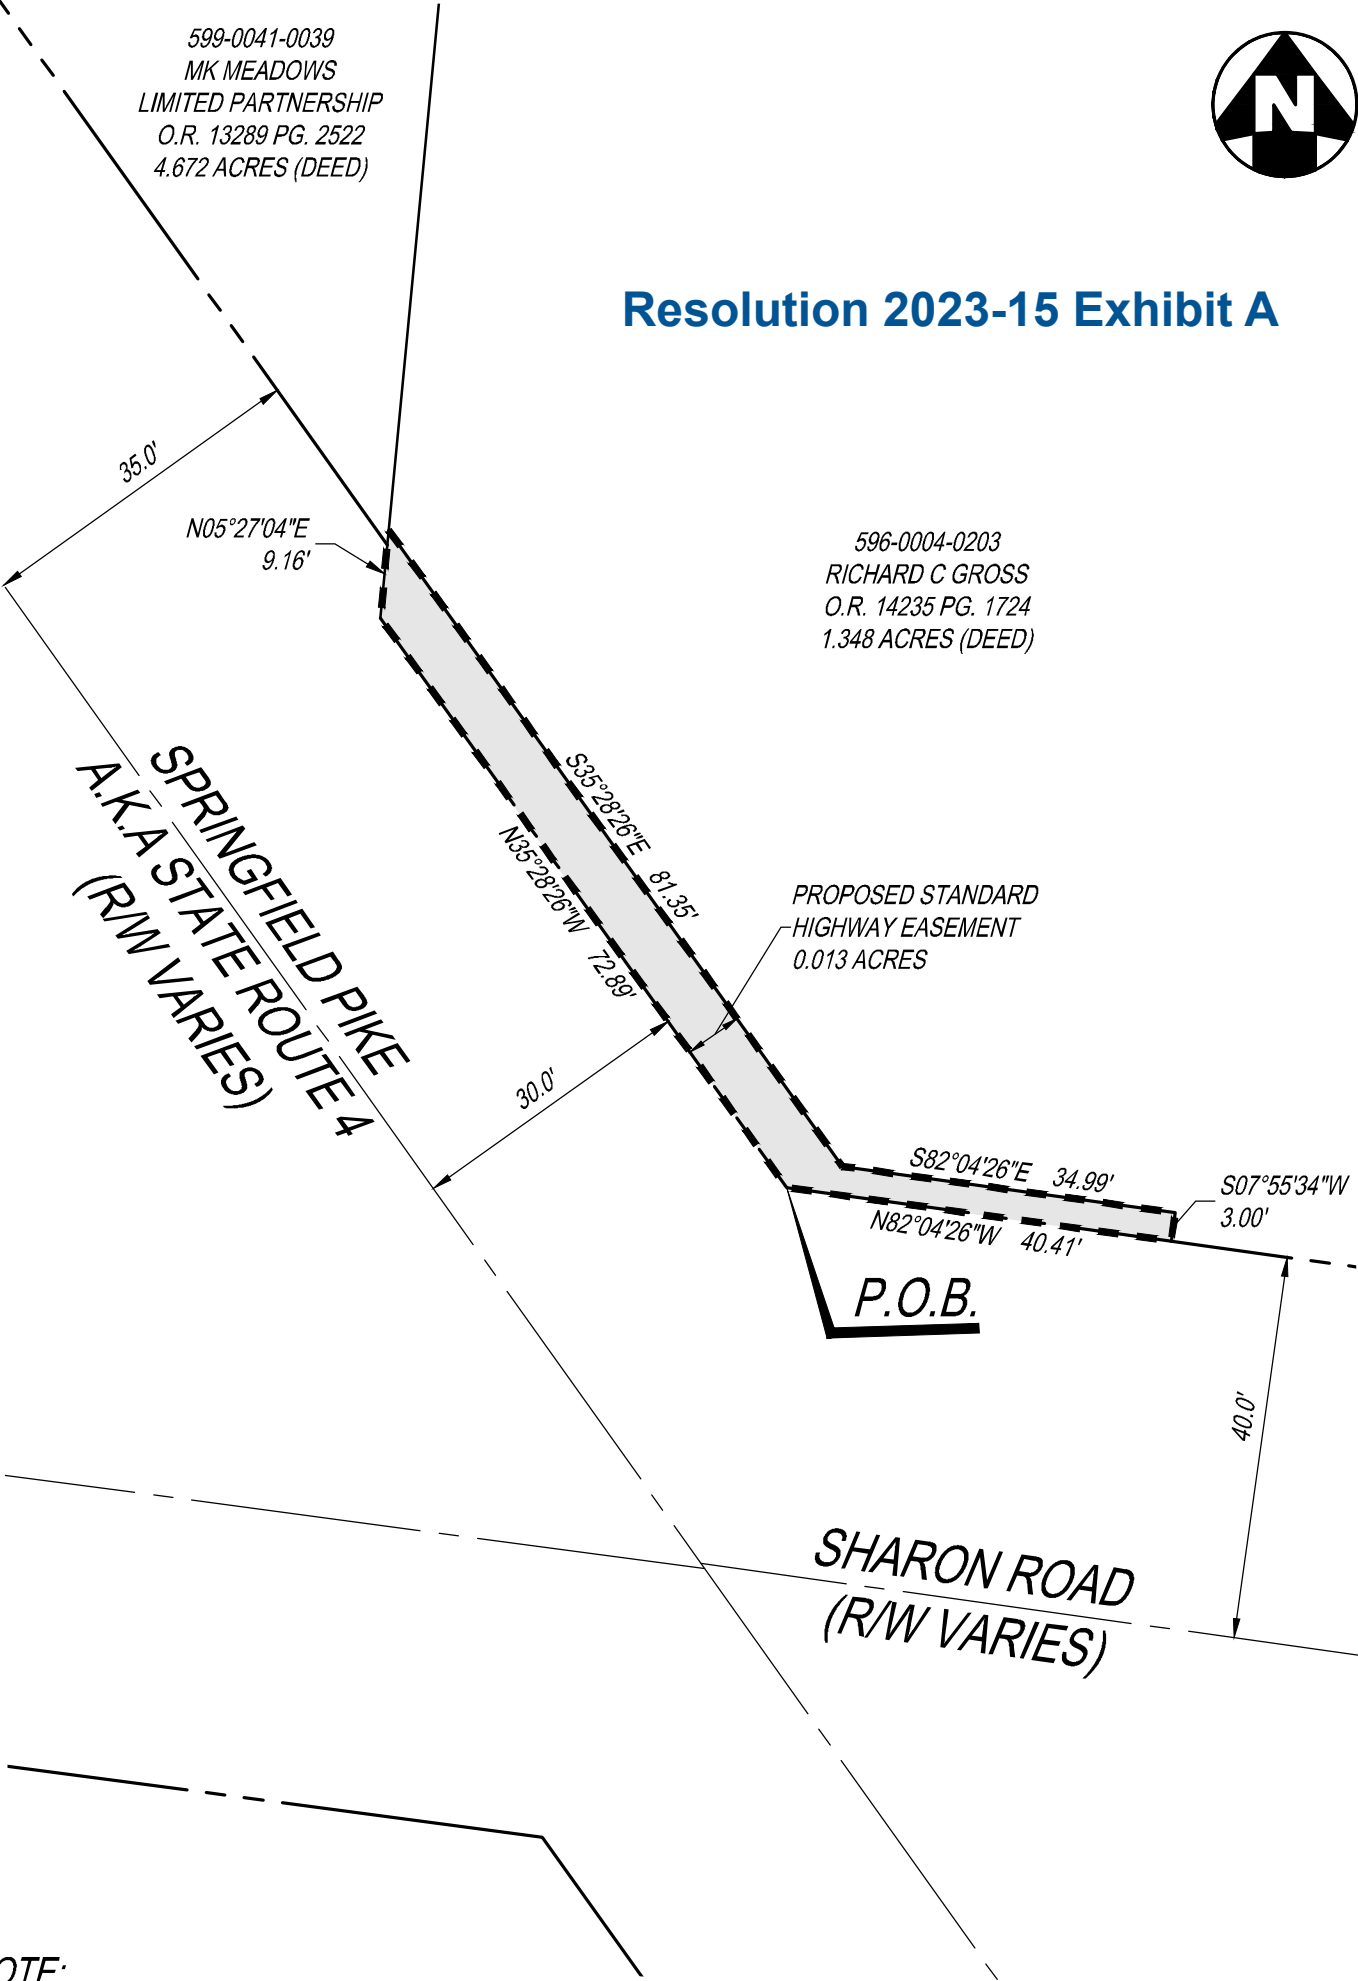 599-0041-0039
MK MEADOWS
LIMITED PARTNERSHIP
O.R. 13289 PG. 2522
4.672 ACRES (DEED)
N
Resolution 2023-15 Exhibit A
35.0'
N05°27'04"E
9.16'
596-0004-0203
RICHARD C GROSS
O.R. 14235 PG. 1724
1.348 ACRES (DEED)
S35°28'26"E 81.35'
N35°28'26"W 72.89'
SPRINGFIELD PIKE
A.K.A STATE ROUTE 4
(R/W VARIES)
PROPOSED STANDARD
HIGHWAY EASEMENT
0.013 ACRES
30.0'
S82°04'26"E 34.99'
S07°55'34"W
3.00'
N82°04'26"W 40.41'
P.O.B.
40.0'
SHARON ROAD
(R/W VARIES)
OTE: